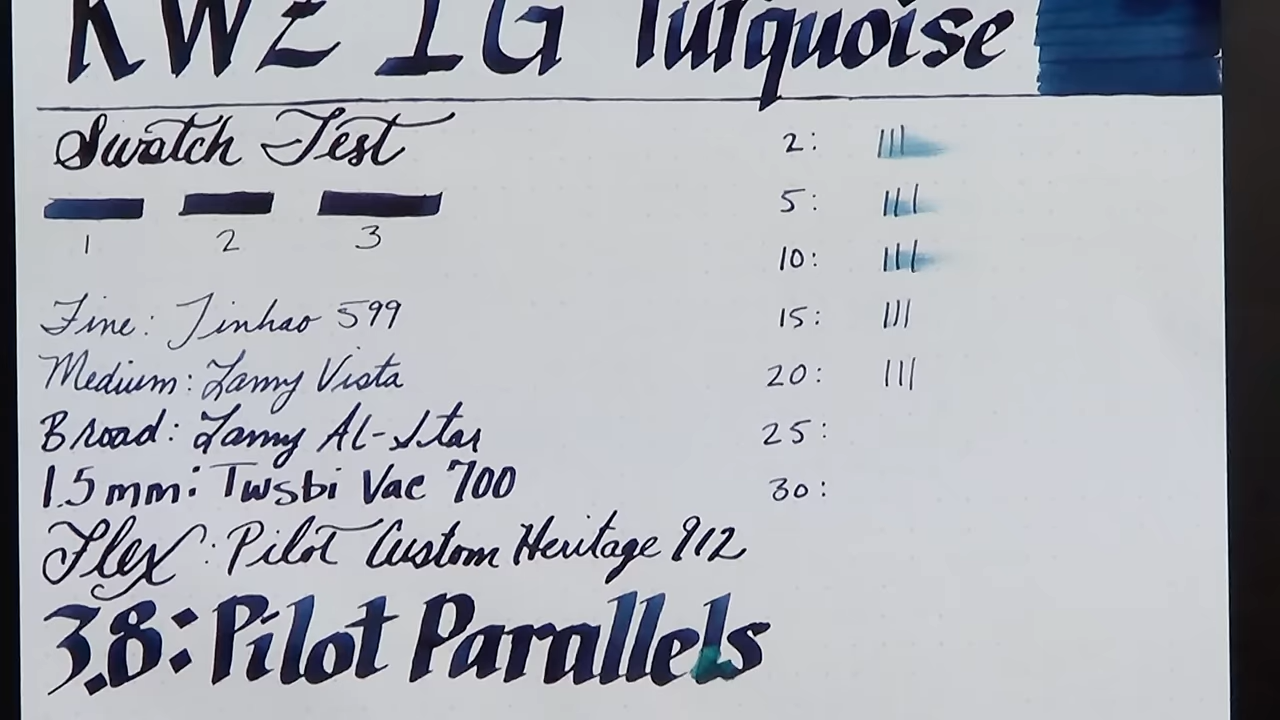 KWZ IG Turquoise
Swatch Test
1 2 3
2: |||
5: |||
10: |||
15: |||
20: |||
25:
30:
Fine: Jinhao 599
Medium: Lamy Vista
Broad: Lamy Al-Star
1.5mm: Twsbi Vac 700
Flex: Pilot Custom Heritage 912
3.8: Pilot Parallels